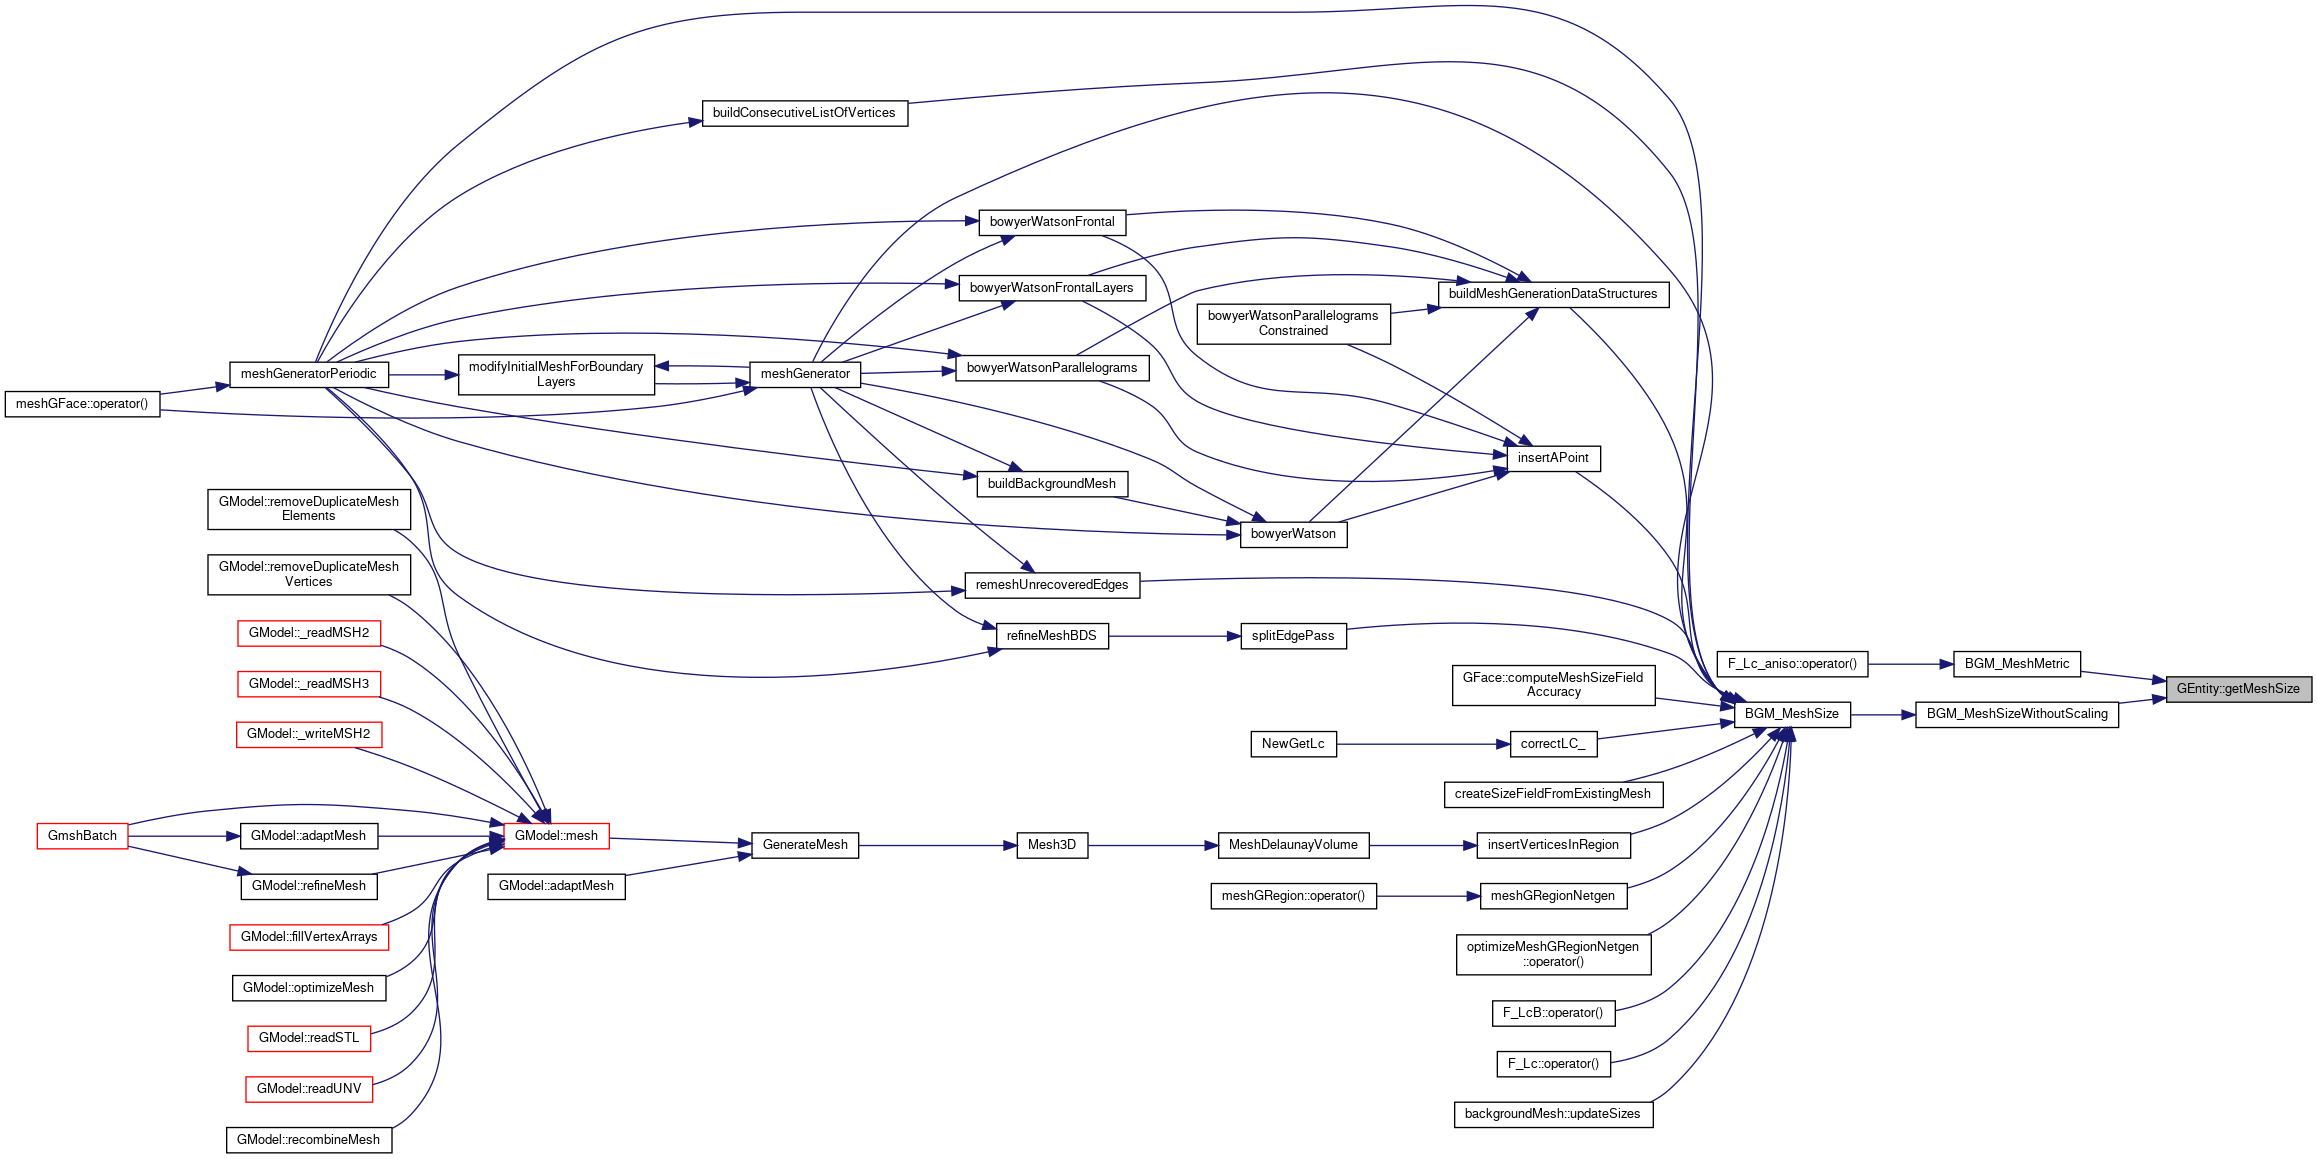 buildConsecutiveListOfVertices
bowyerWatsonFrontal
bowyerWatsonFrontalLayers
buildMeshGenerationDataStructures
bowyerWatsonParallelograms
Constrained
meshGeneratorPeriodic
modifyInitialMeshForBoundary
Layers
meshGenerator
bowyerWatsonParallelograms
meshGFace::operator()
insertAPoint
buildBackgroundMesh
GModel::removeDuplicateMesh
Elements
bowyerWatson
GModel::removeDuplicateMesh
Vertices
remeshUnrecoveredEdges
GModel::_readMSH2
refineMeshBDS
splitEdgePass
F_Lc_aniso::operator()
BGM_MeshMetric
GModel::_readMSH3
GFace::computeMeshSizeField
Accuracy
GEntity::getMeshSize
BGM_MeshSize
BGM_MeshSizeWithoutScaling
GModel::_writeMSH2
NewGetLc
correctLC_
createSizeFieldFromExistingMesh
GmshBatch
GModel::adaptMesh
GModel::mesh
GenerateMesh
Mesh3D
MeshDelaunayVolume
insertVerticesInRegion
GModel::refineMesh
GModel::adaptMesh
meshGRegion::operator()
meshGRegionNetgen
GModel::fillVertexArrays
optimizeMeshGRegionNetgen
::operator()
GModel::optimizeMesh
F_LcB::operator()
GModel::readSTL
F_Lc::operator()
GModel::readUNV
backgroundMesh::updateSizes
GModel::recombineMesh